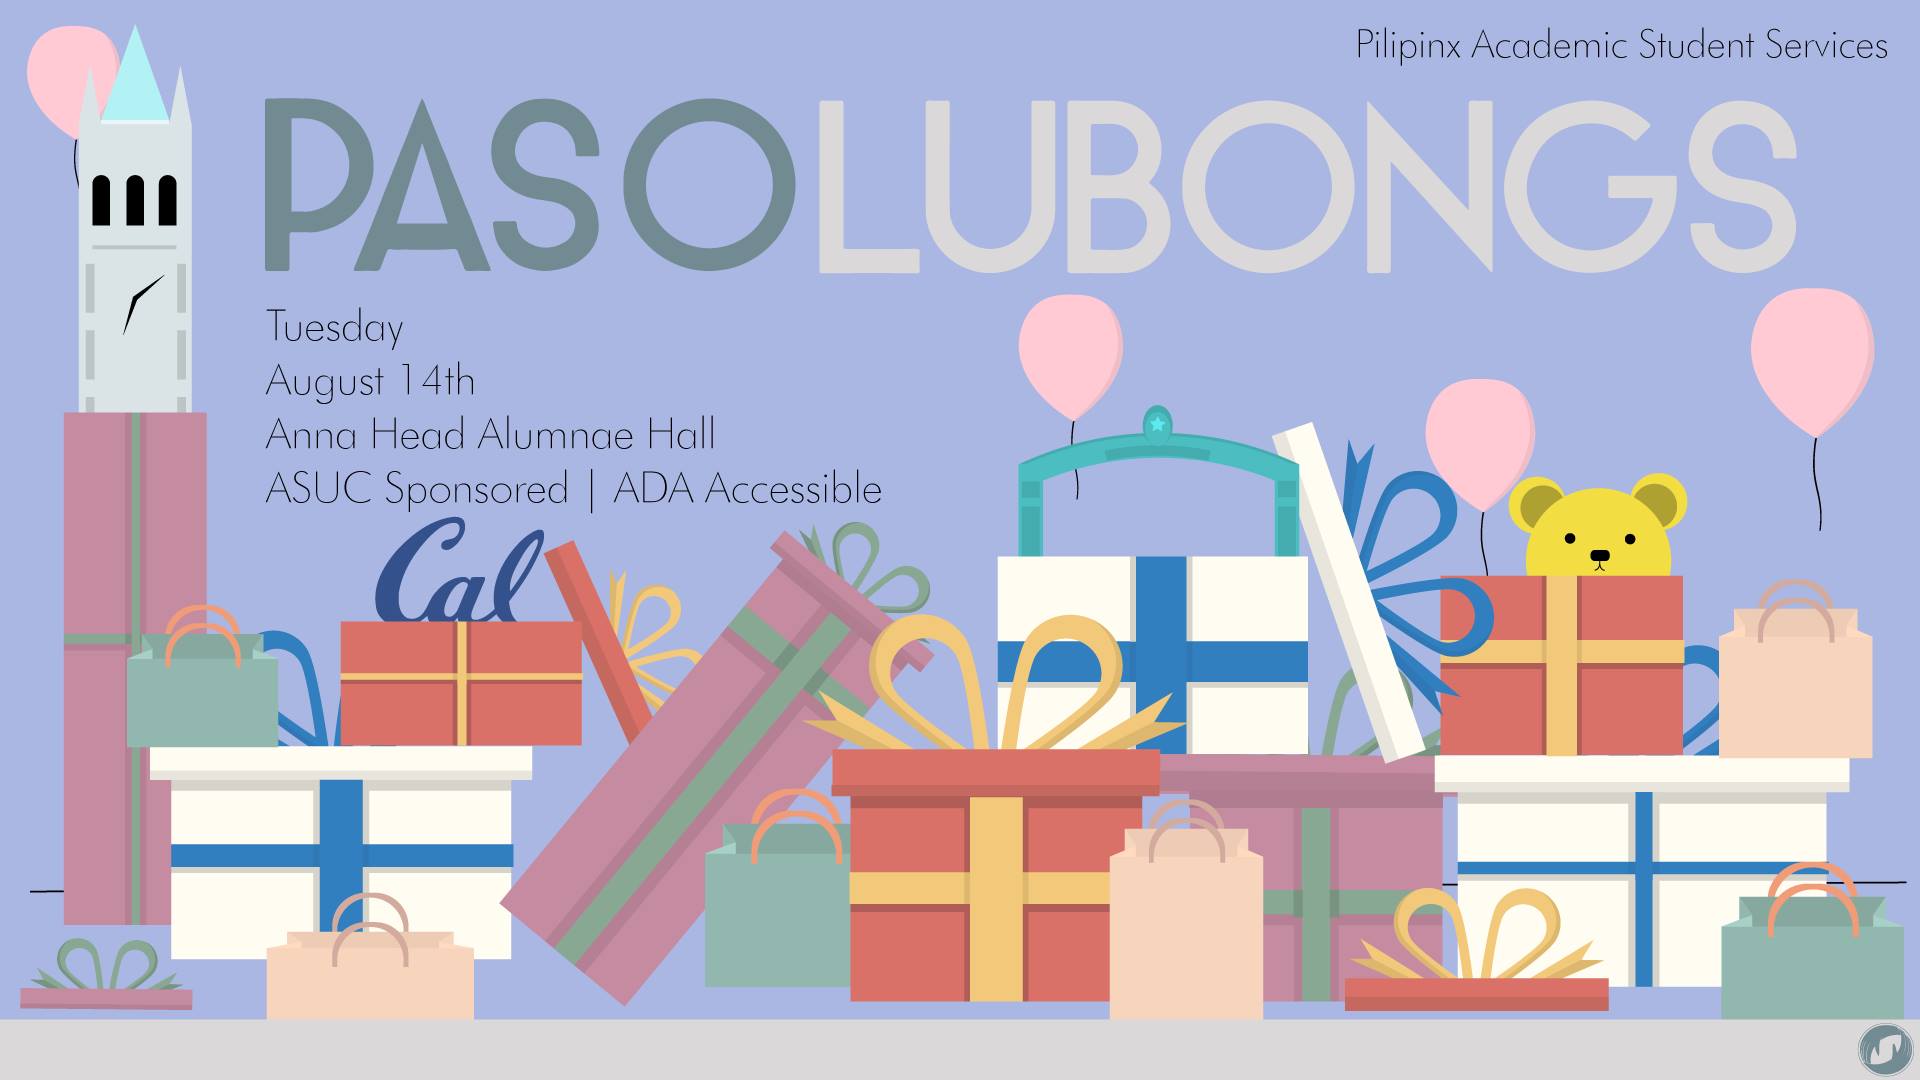 Pilipinx Academic Student Services
PASOLUBONGS
Tuesday
August 14th
Anna Head Alumnae Hall
ASUC Sponsored | ADA Accessible
Cal